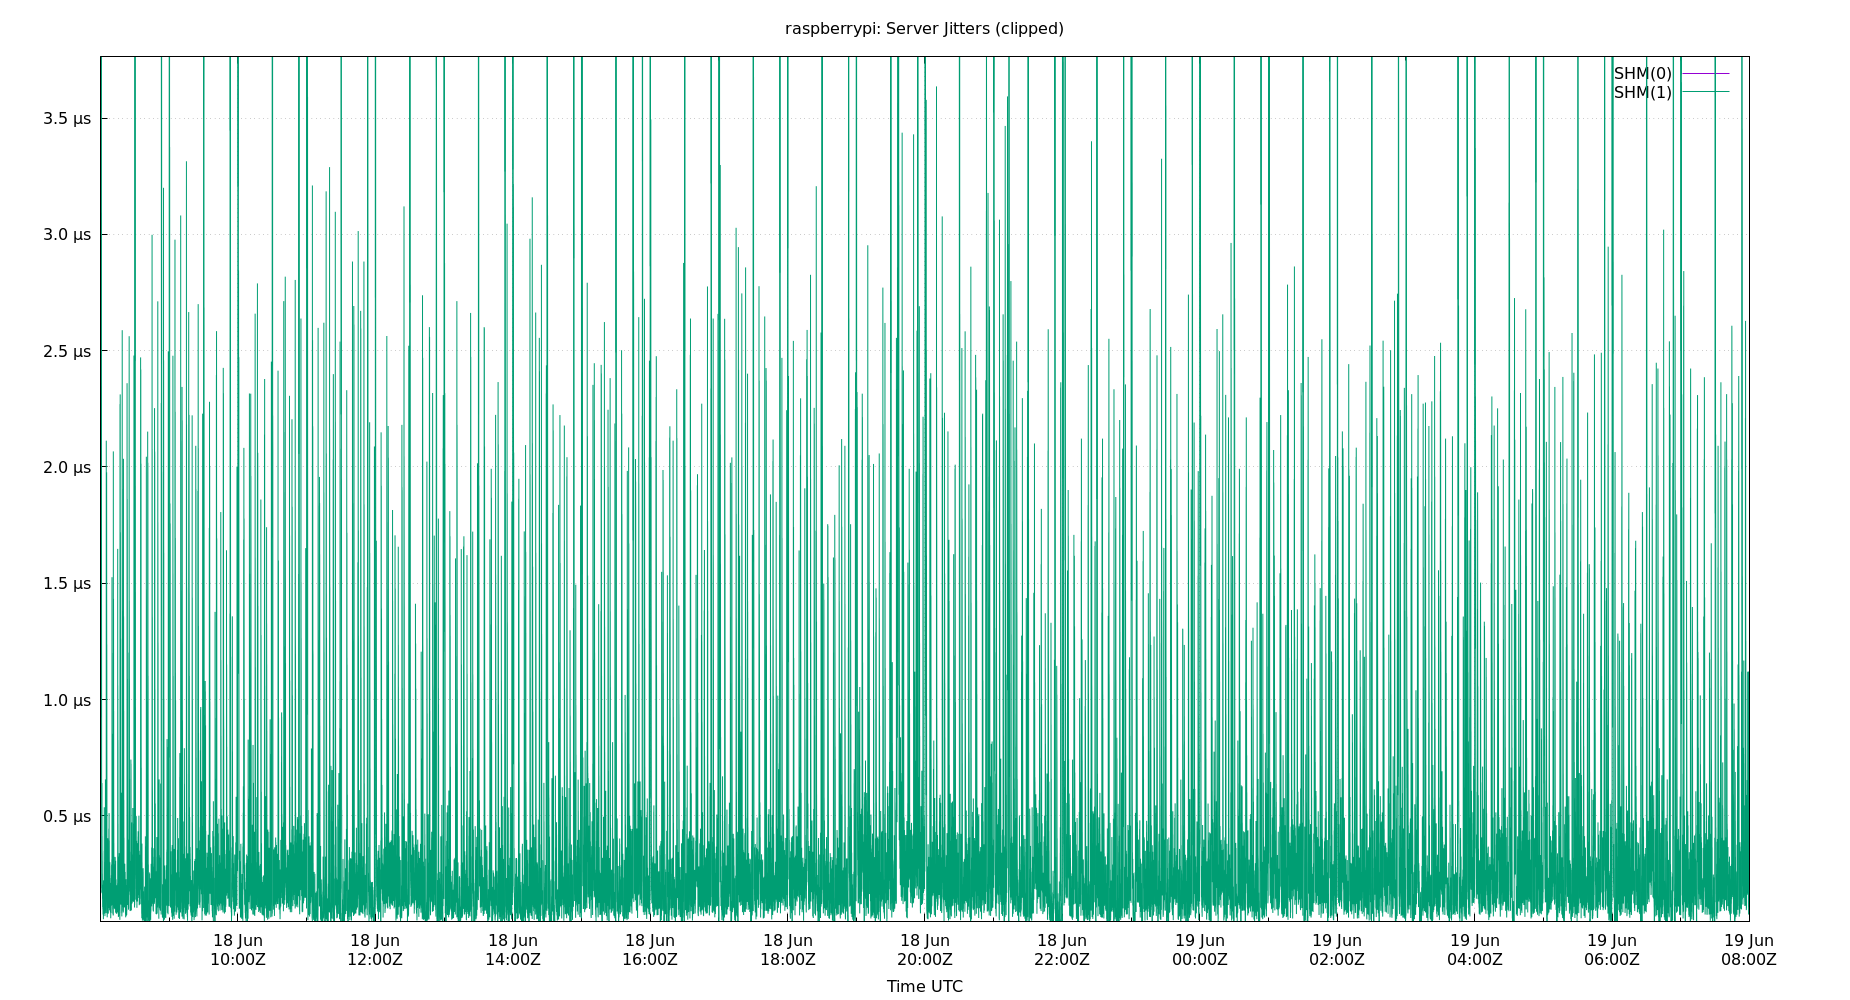 raspberrypi: Server Jitters (clipped)
SHM(0)
SHM(1)
3.5 µs
3.0 µs
2.5 µs
2.0 µs
1.5 µs
1.0 µs
0.5 µs
18 Jun 18 Jun 18 Jun 18 Jun 18 Jun 18 Jun 18 Jun 19 Jun 19 Jun 19 Jun 19 Jun 19 Jun
10:00Z 12:00Z 14:00Z 16:00Z 18:00Z 20:00Z 22:00Z 00:00Z 02:00Z 04:00Z 06:00Z 08:00Z
Time UTC